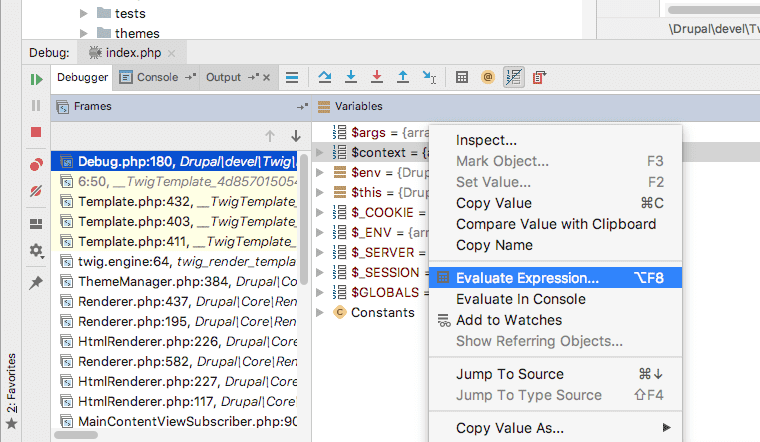 tests
themes
\Drupal\devel\Tw
Debug:
index.php
Debugger
Console
Output
Frames
Variables
Debug.php:180, Drupal\devel\Twig\
6:50, __TwigTemplate_4d857015054
Template.php:432, __TwigTemplate_
Template.php:403, __TwigTemplate_
Template.php:411, __TwigTemplate_
twig.engine:64, twig_render_templa
ThemeManager.php:384, Drupal\Co
Renderer.php:437, Drupal\Core\Ren
Renderer.php:195, Drupal\Core\Ren
HtmlRenderer.php:226, Drupal\Core
Renderer.php:582, Drupal\Core\Ren
HtmlRenderer.php:227, Drupal\Core
HtmlRenderer.php:117, Drupal\Core\
MainContentViewSubscriber.php:90
$args = {arra
$context = {a
$env = {Drup
$this = {Drup
$_COOKIE =
$_ENV = {arr
$_SERVER =
$_SESSION =
$GLOBALS =
C Constants
Inspect...
Mark Object... F3
Set Value... F2
Copy Value ⌘C
Compare Value with Clipboard
Copy Name
Evaluate Expression... ⌥F8
Evaluate In Console
Add to Watches
Show Referring Objects...
Jump To Source ⌘↓
Jump To Type Source ⇧F4
Copy Value As...
2: Favorites